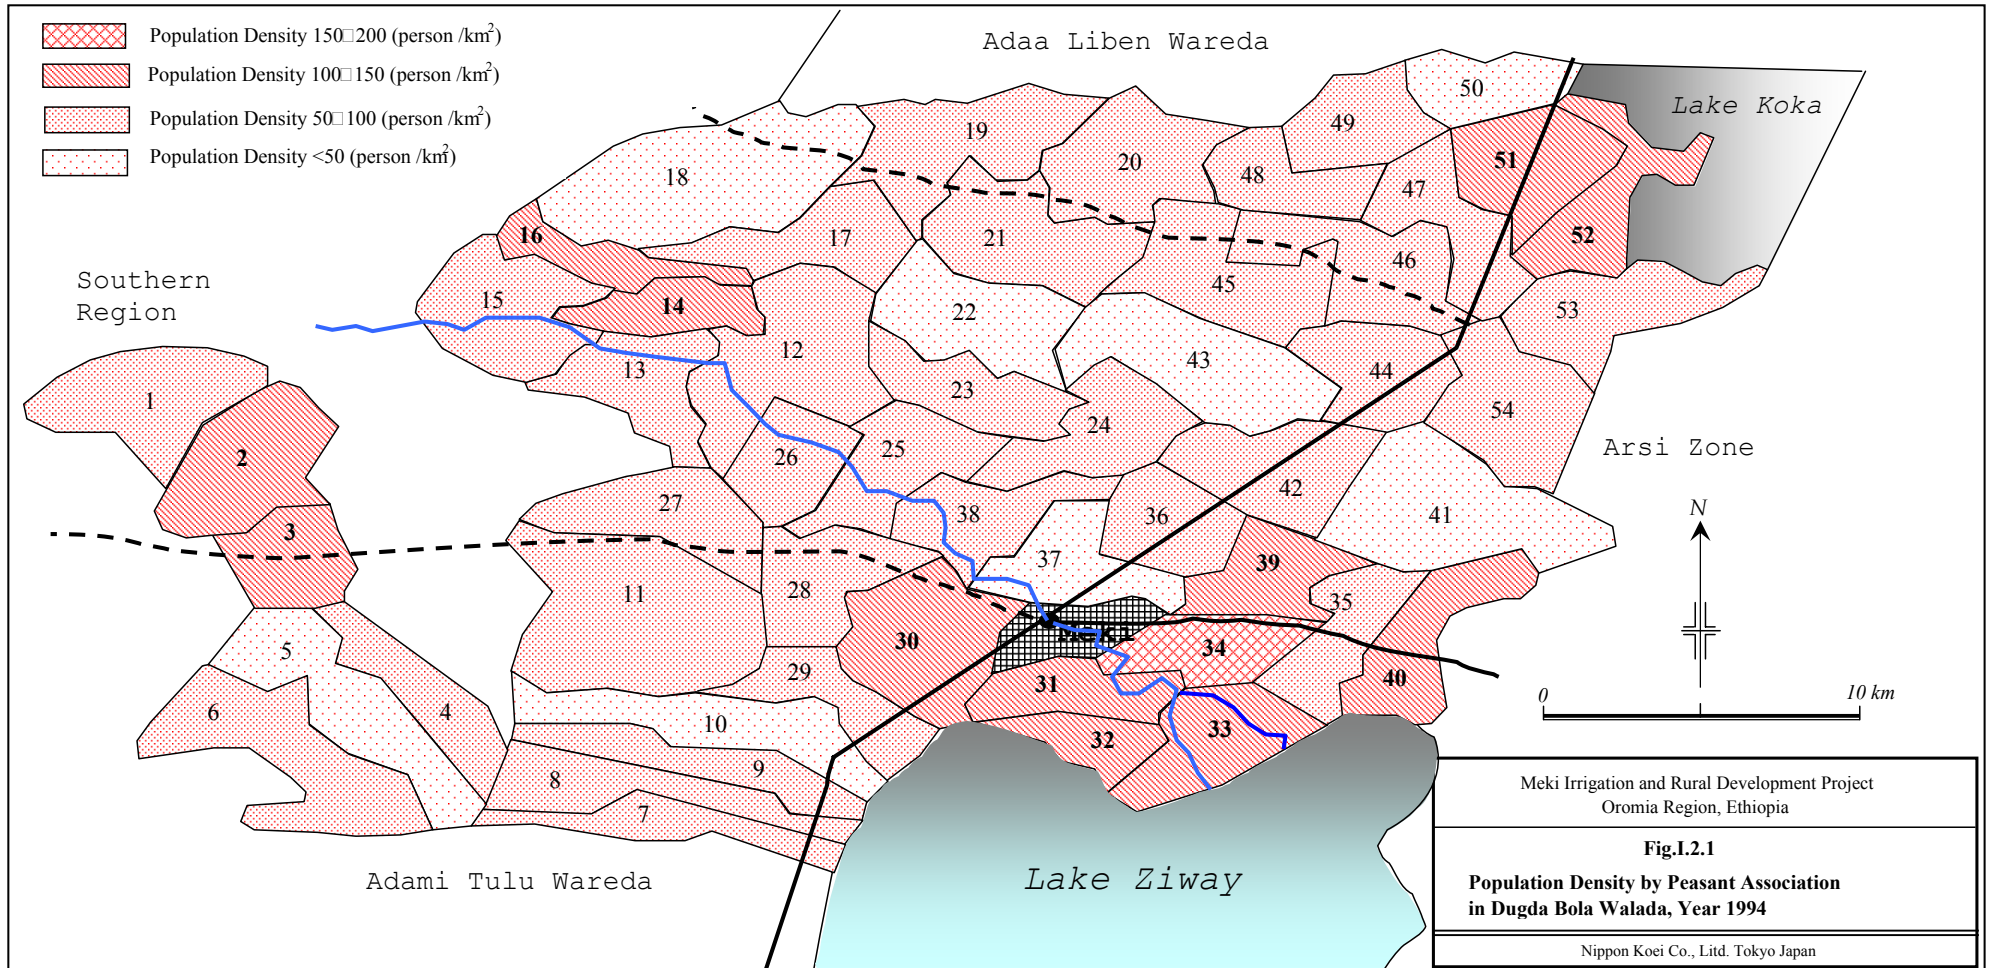 Population Density 150□200 (person /km²)
Population Density 100□150 (person /km²)
Population Density 50□100 (person /km²)
Population Density <50 (person /km²)
Adaa Liben Wareda
Lake Koka
Southern
Region
Arsi Zone
N
0
10 km
Adami Tulu Wareda
Lake Ziway
Meki
50
49
19
51
20
48
47
18
52
16
17
21
46
45
15
14
22
53
12
43
13
44
23
1
54
24
25
2
26
42
27
38
36
41
3
37
39
11
28
35
30
34
5
29
31
40
6
4
10
33
32
9
8
7
Meki Irrigation and Rural Development Project
Oromia Region, Ethiopia
Fig.I.2.1
Population Density by Peasant Association
in Dugda Bola Walada, Year 1994
Nippon Koei Co., Litd. Tokyo Japan